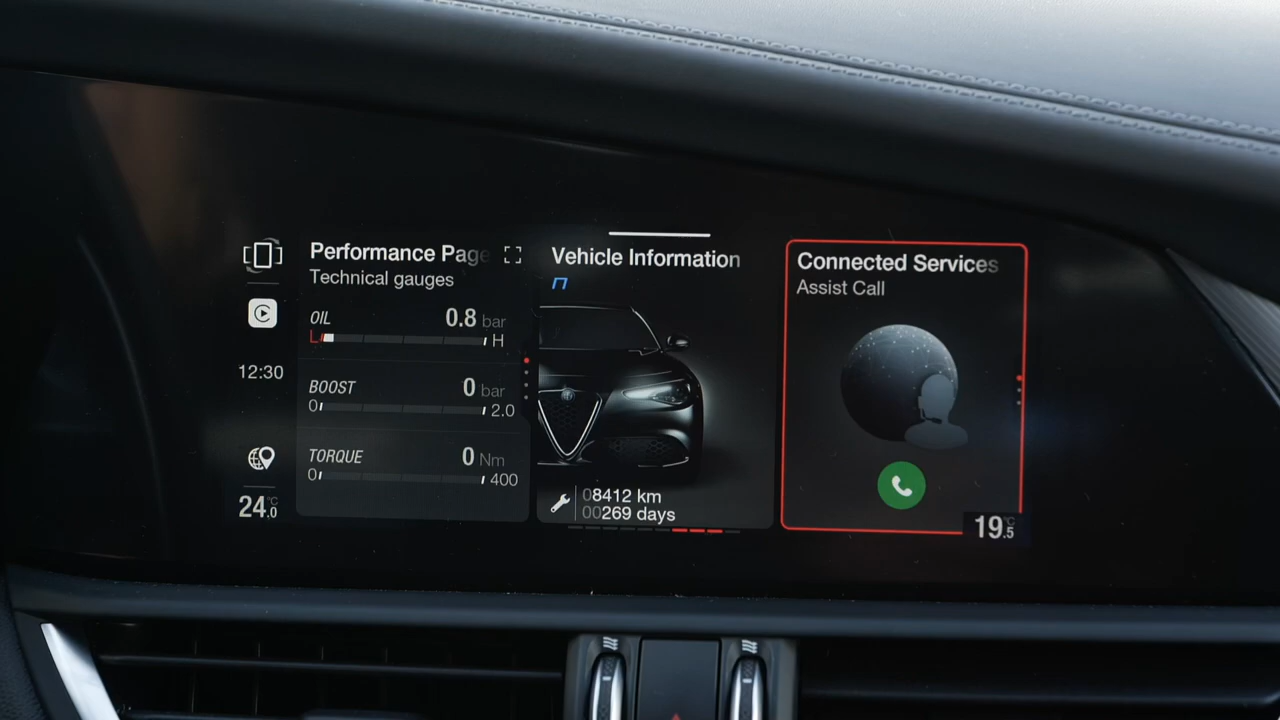 Performance Page
Technical gauges
OIL
0.8 bar
L H
BOOST
0 bar
0 2.0
TORQUE
0 Nm
0 400
12:30
24.0 °C
Vehicle Information
08412 km
00269 days
Connected Services
Assist Call
19.5 °C